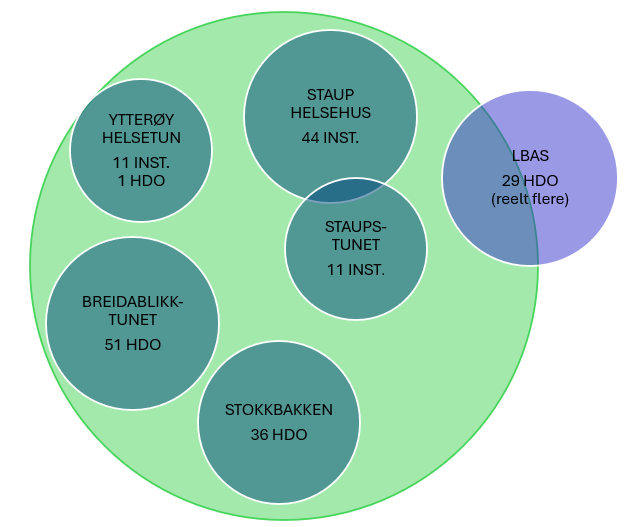 STAUP
HELSEHUS
44 INST.
YTTERØY
HELSETUN
11 INST.
1 HDO
LBAS
29 HDO
(reelt flere)
STAUPS-
TUNET
11 INST.
BREIDABLIKK-
TUNET
51 HDO
STOKKBAKKEN
36 HDO